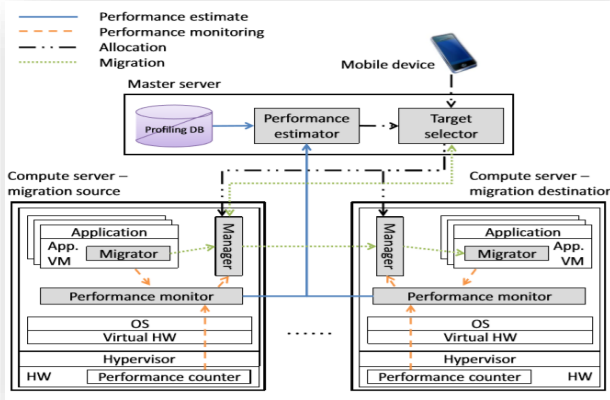 Performance estimate
Performance monitoring
Allocation
Migration
Mobile device
Master server
Profiling DB
Performance
estimator
Target
selector
Compute server –
migration source
Compute server –
migration destination
Application
App.
VM
Migrator
Manager
Performance monitor
OS
Virtual HW
Hypervisor
HW
Performance counter
......
Manager
Application
Migrator
App.
VM
Performance monitor
OS
Virtual HW
Hypervisor
Performance counter
HW